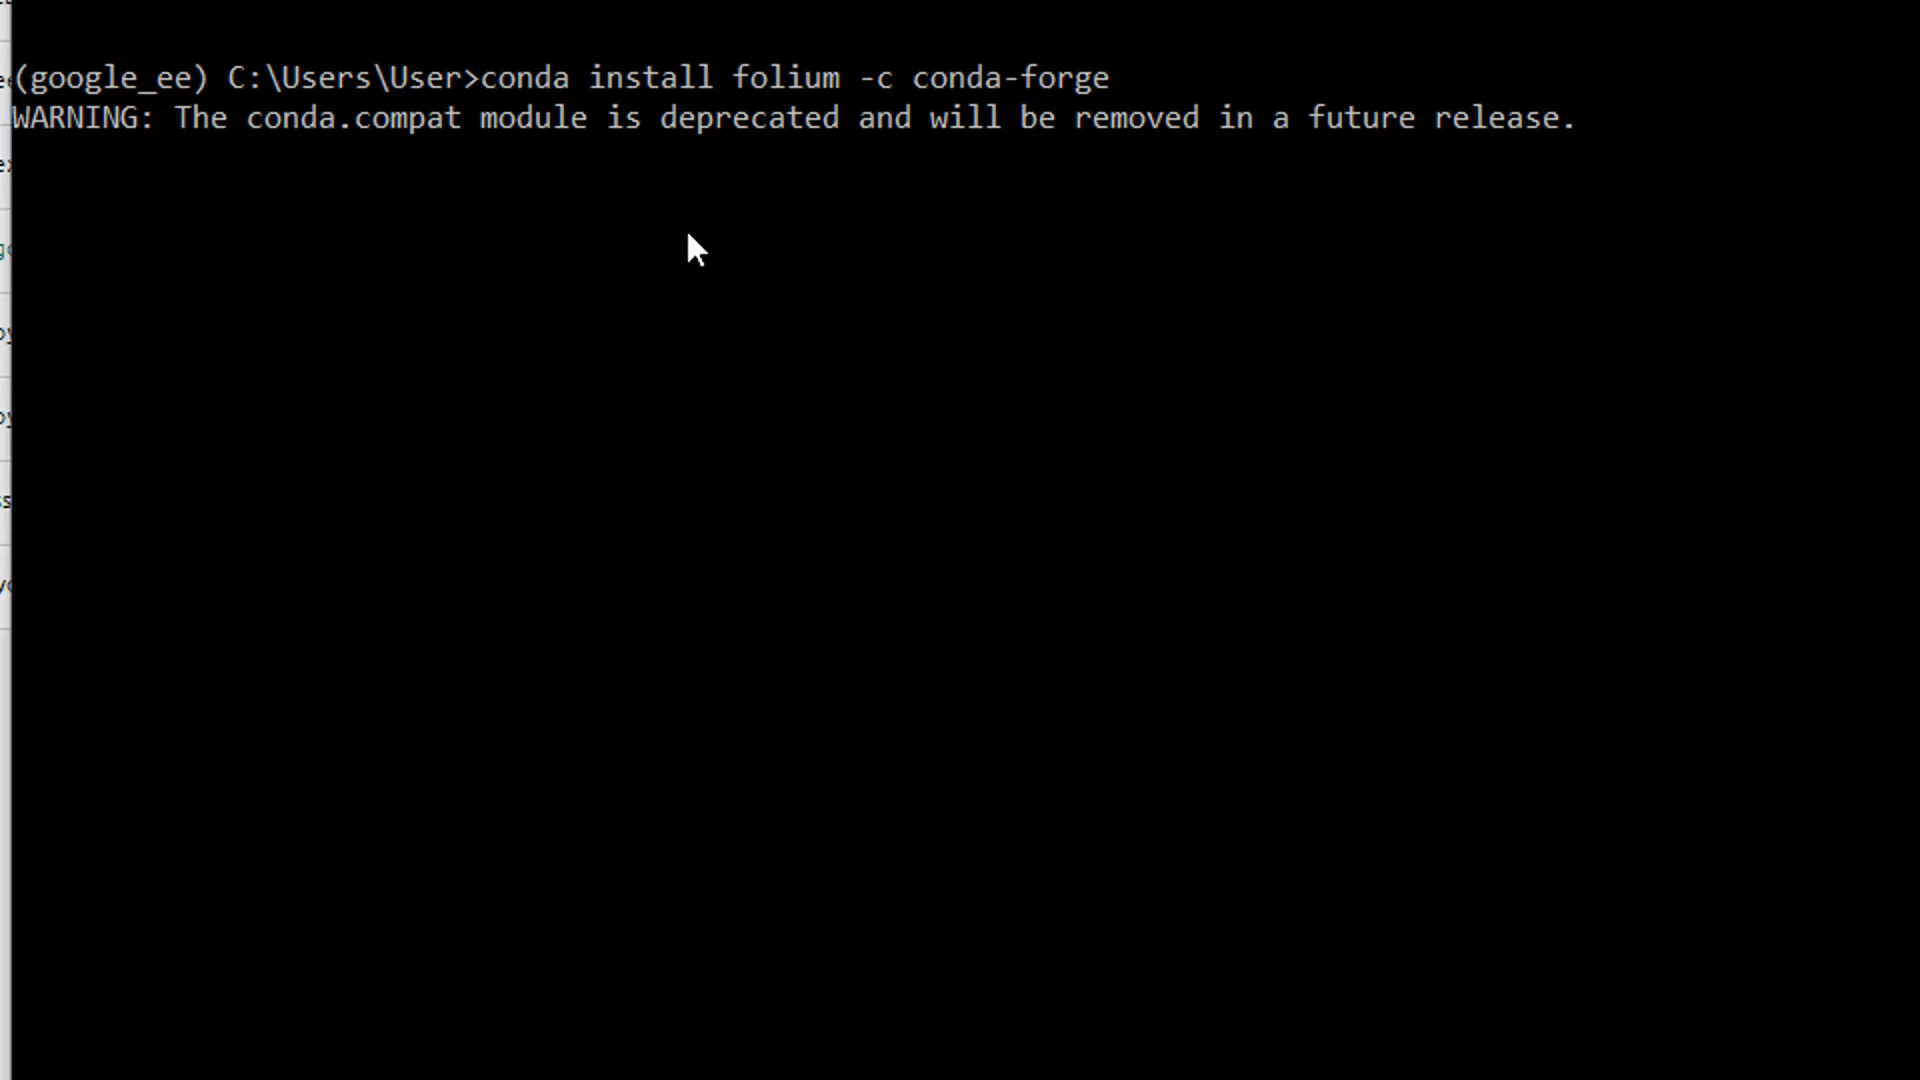 (google_ee) C:\Users\User>conda install folium -c conda-forge
WARNING: The conda.compat module is deprecated and will be removed in a future release.